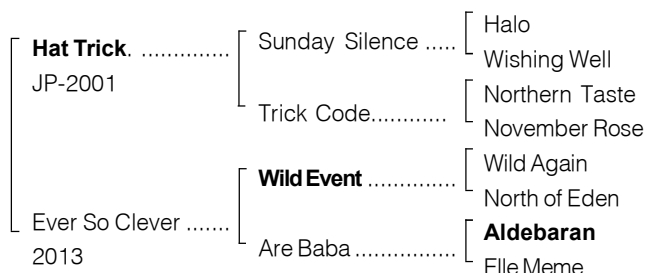 Halo
Hat Trick. .............. Sunday Silence .....
Wishing Well
JP-2001
Northern Taste
Trick Code............
November Rose
Wild Again
Wild Event ..............
North of Eden
Ever So Clever .......
Aldebaran
Are Baba ................
2013
Elle Meme